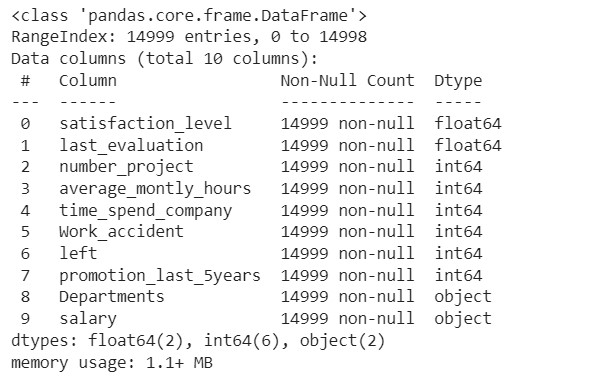 <class 'pandas.core.frame.DataFrame'>
RangeIndex: 14999 entries, 0 to 14998
Data columns (total 10 columns):
 #   Column                 Non-Null Count  Dtype
---  ------                 --------------  -----
 0   satisfaction_level     14999 non-null  float64
 1   last_evaluation        14999 non-null  float64
 2   number_project         14999 non-null  int64
 3   average_montly_hours   14999 non-null  int64
 4   time_spend_company     14999 non-null  int64
 5   Work_accident          14999 non-null  int64
 6   left                   14999 non-null  int64
 7   promotion_last_5years  14999 non-null  int64
 8   Departments            14999 non-null  object
 9   salary                 14999 non-null  object
dtypes: float64(2), int64(6), object(2)
memory usage: 1.1+ MB